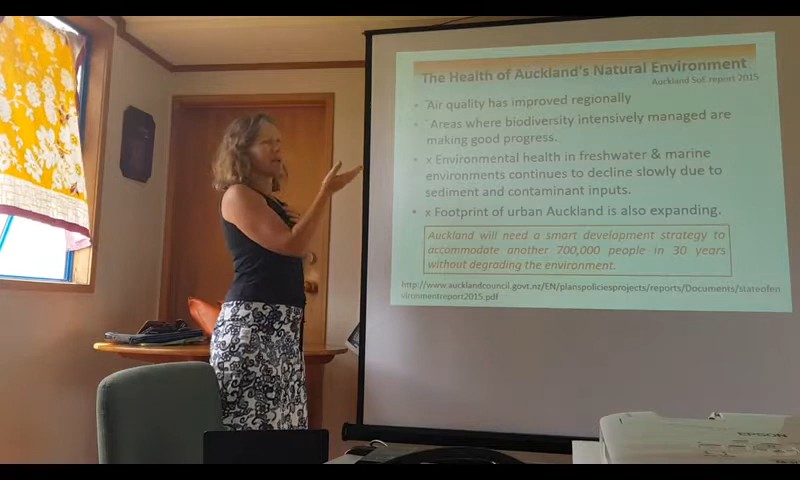 The Health of Auckland's Natural Environment
Auckland SoE report 2015
• ˉAir quality has improved regionally
• ˉ Areas where biodiversity intensively managed are
making good progress.
• x Environmental health in freshwater & marine
environments continues to decline slowly due to
sediment and contaminant inputs.
• x Footprint of urban Auckland is also expanding.
Auckland will need a smart development strategy to
accommodate another 700,000 people in 30 years
without degrading the environment.
http://www.aucklandcouncil.govt.nz/EN/planspoliciesprojects/reports/Documents/stateofen
vironmentreport2015.pdf
EPSON